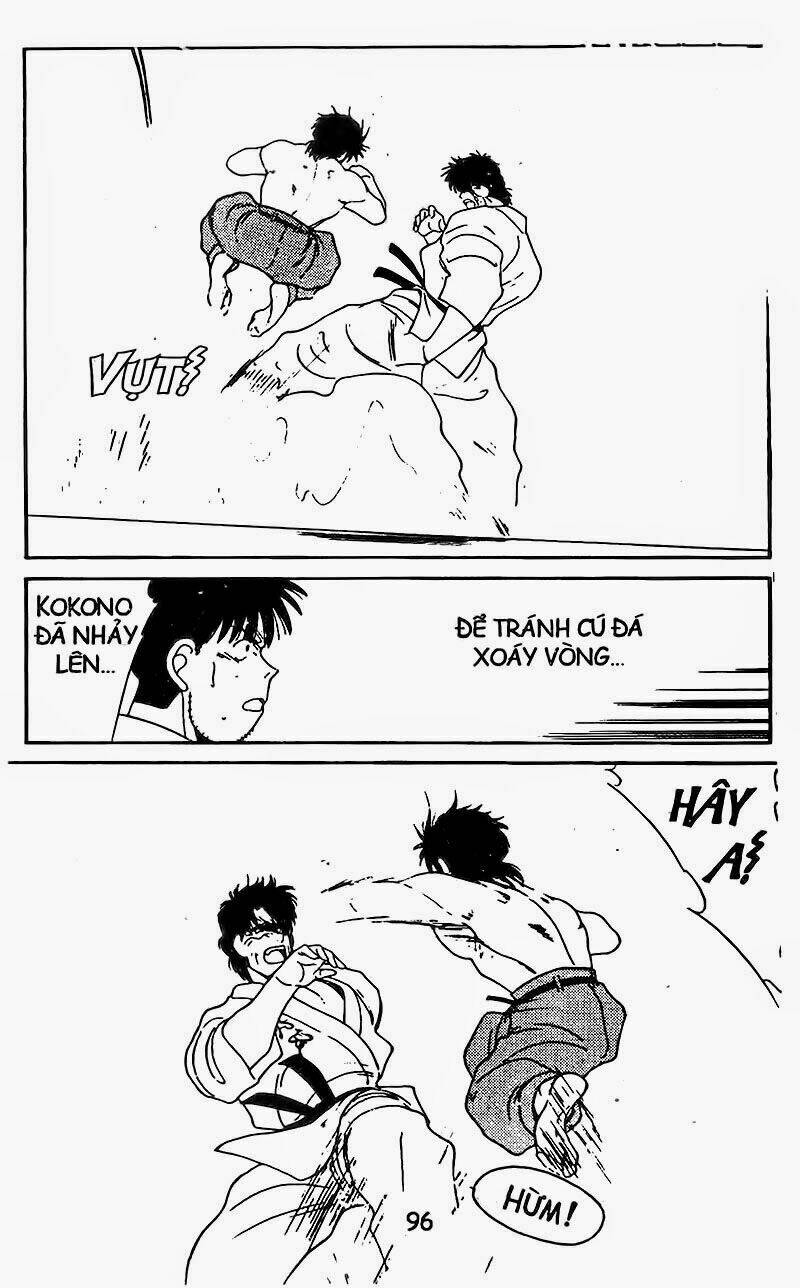 VỤT!
KOKONO
ĐÃ NHẢY
LÊN...
ĐỂ TRÁNH CÚ ĐÁ
XOÁY VÒNG...
HÂY
A!
HỪM!
96